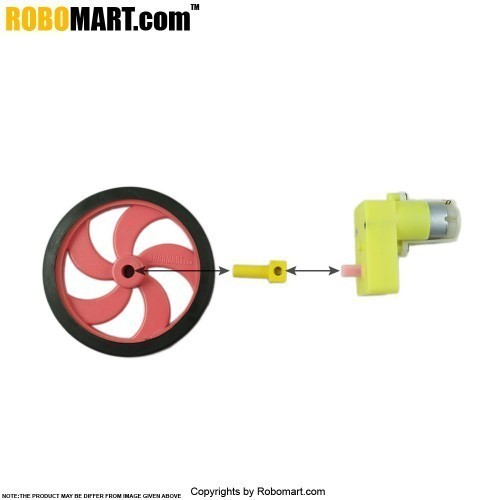 ROBOMART.com™
NOTE:THE PRODUCT MAY BE DIFFER FROM IMAGE GIVEN ABOVE
Copyrights by Robomart.com